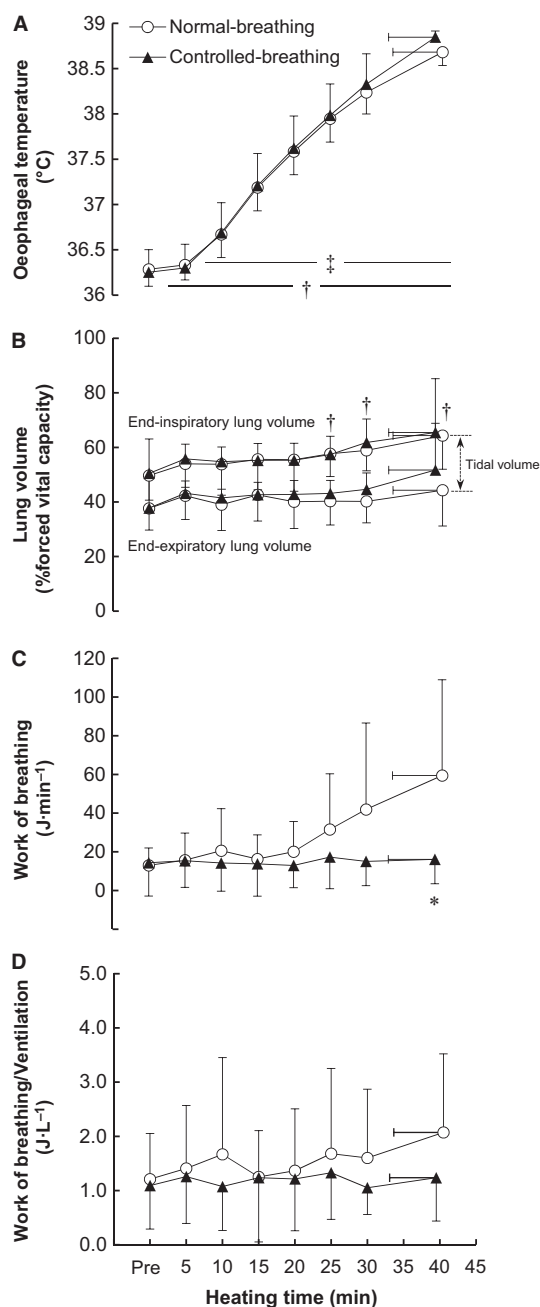 A
Normal-breathing
Controlled-breathing
Oeophageal temperature
(°C)
39
38.5
38
37.5
37
36.5
36
‡
†
B
Lung volume
(%forced vital capacity)
100
80
60
40
20
0
End-inspiratory lung volume
End-expiratory lung volume
† † †
Tidal volume
C
Work of breathing
(J·min⁻¹)
120
100
80
60
40
20
0
*
D
Work of breathing/Ventilation
(J·L⁻¹)
5.0
4.0
3.0
2.0
1.0
0.0
Pre 5 10 15 20 25 30 35 40 45
Heating time (min)